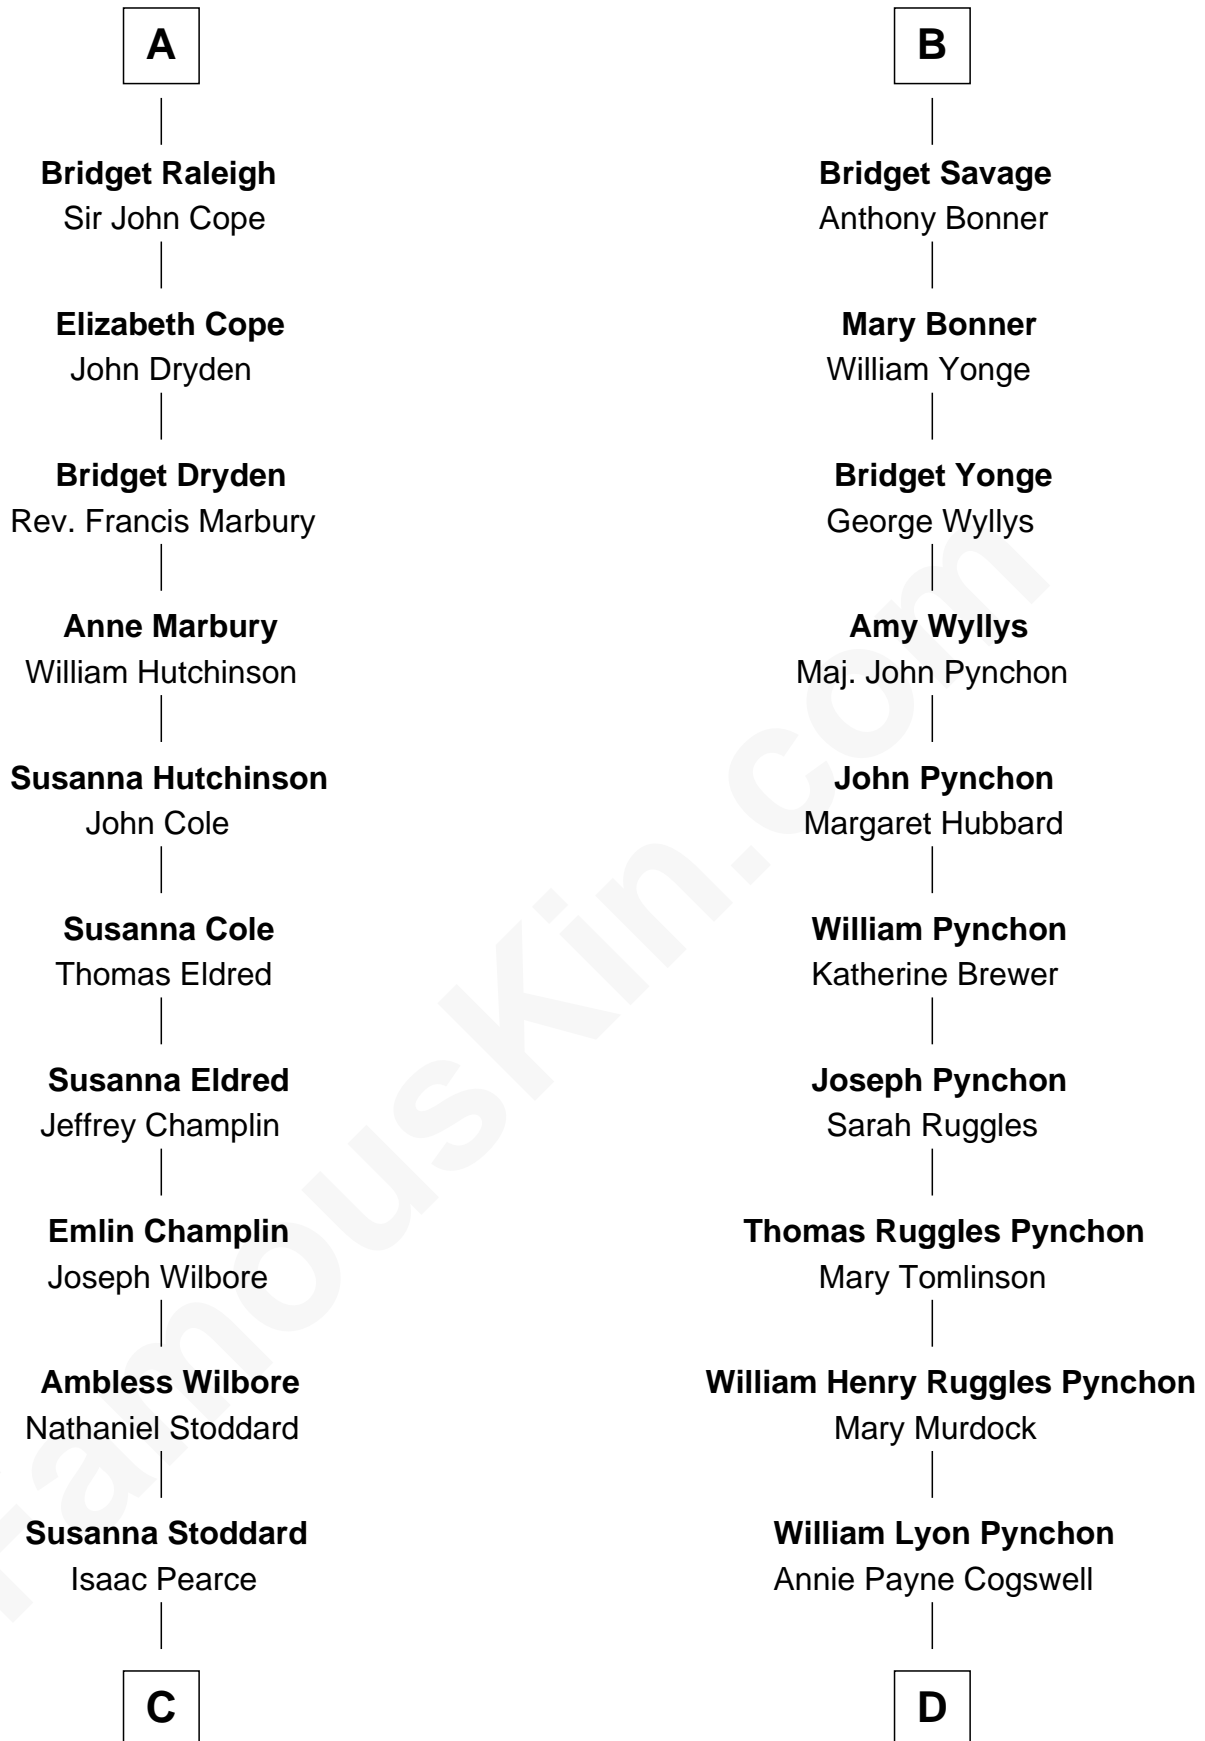 A
Bridget Raleigh
Sir John Cope
Elizabeth Cope
John Dryden
Bridget Dryden
Rev. Francis Marbury
Anne Marbury
William Hutchinson
Susanna Hutchinson
John Cole
Susanna Cole
Thomas Eldred
Susanna Eldred
Jeffrey Champlin
Emlin Champlin
Joseph Wilbore
Ambless Wilbore
Nathaniel Stoddard
Susanna Stoddard
Isaac Pearce
C
B
Bridget Savage
Anthony Bonner
Mary Bonner
William Yonge
Bridget Yonge
George Wyllys
Amy Wyllys
Maj. John Pynchon
John Pynchon
Margaret Hubbard
William Pynchon
Katherine Brewer
Joseph Pynchon
Sarah Ruggles
Thomas Ruggles Pynchon
Mary Tomlinson
William Henry Ruggles Pynchon
Mary Murdock
William Lyon Pynchon
Annie Payne Cogswell
D
FamousKin.com